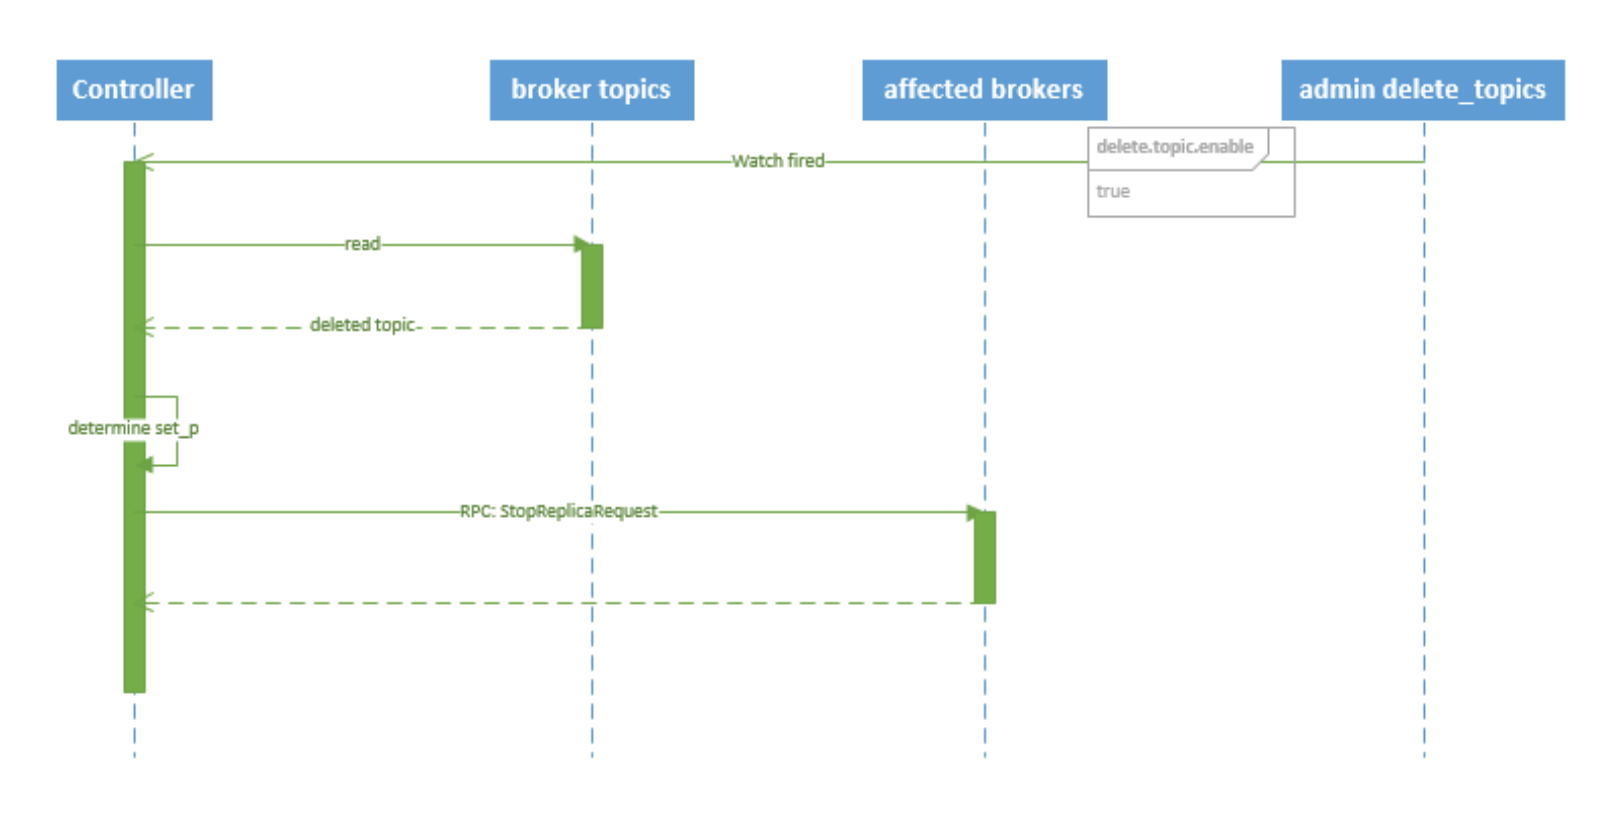 Controller
broker topics
affected brokers
admin delete_topics
delete.topic.enable
Watch fired
true
read
deleted topic
determine set_p
RPC: StopReplicaRequest